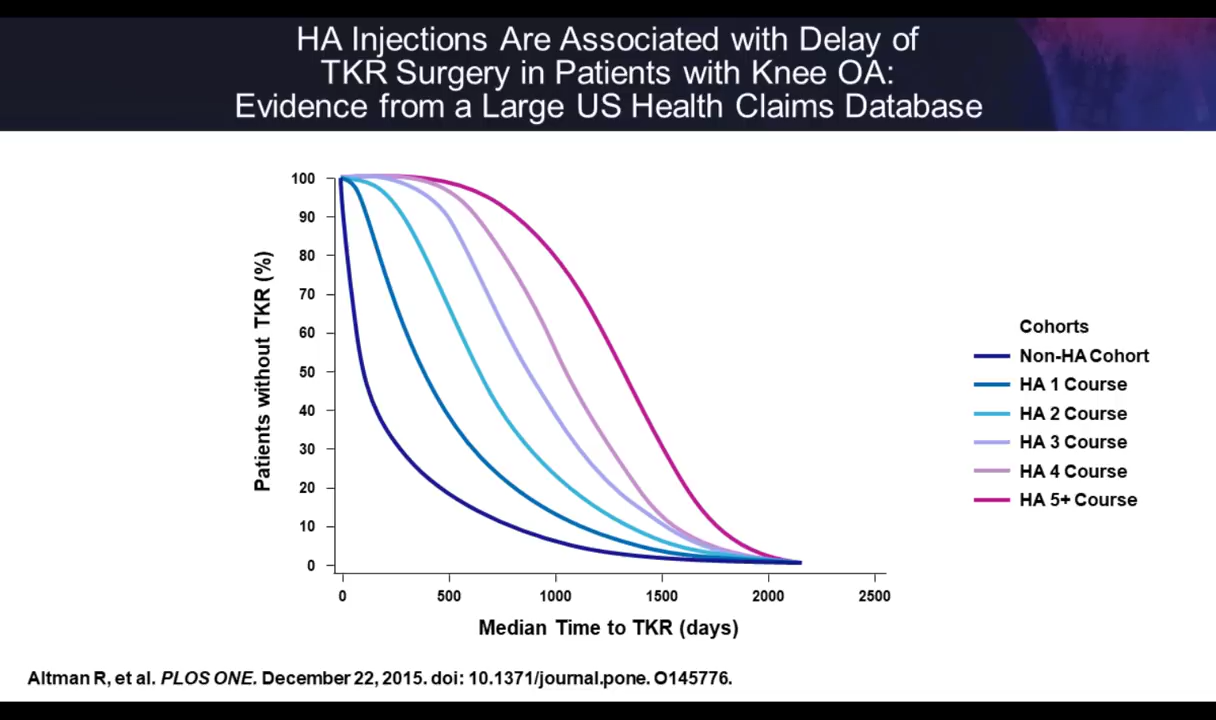 HA Injections Are Associated with Delay of
TKR Surgery in Patients with Knee OA:
Evidence from a Large US Health Claims Database
Patients without TKR (%)
100
90
80
70
60
50
40
30
20
10
0
0 500 1000 1500 2000 2500
Median Time to TKR (days)
Cohorts
Non-HA Cohort
HA 1 Course
HA 2 Course
HA 3 Course
HA 4 Course
HA 5+ Course
Altman R, et al. PLOS ONE. December 22, 2015. doi: 10.1371/journal.pone. O145776.